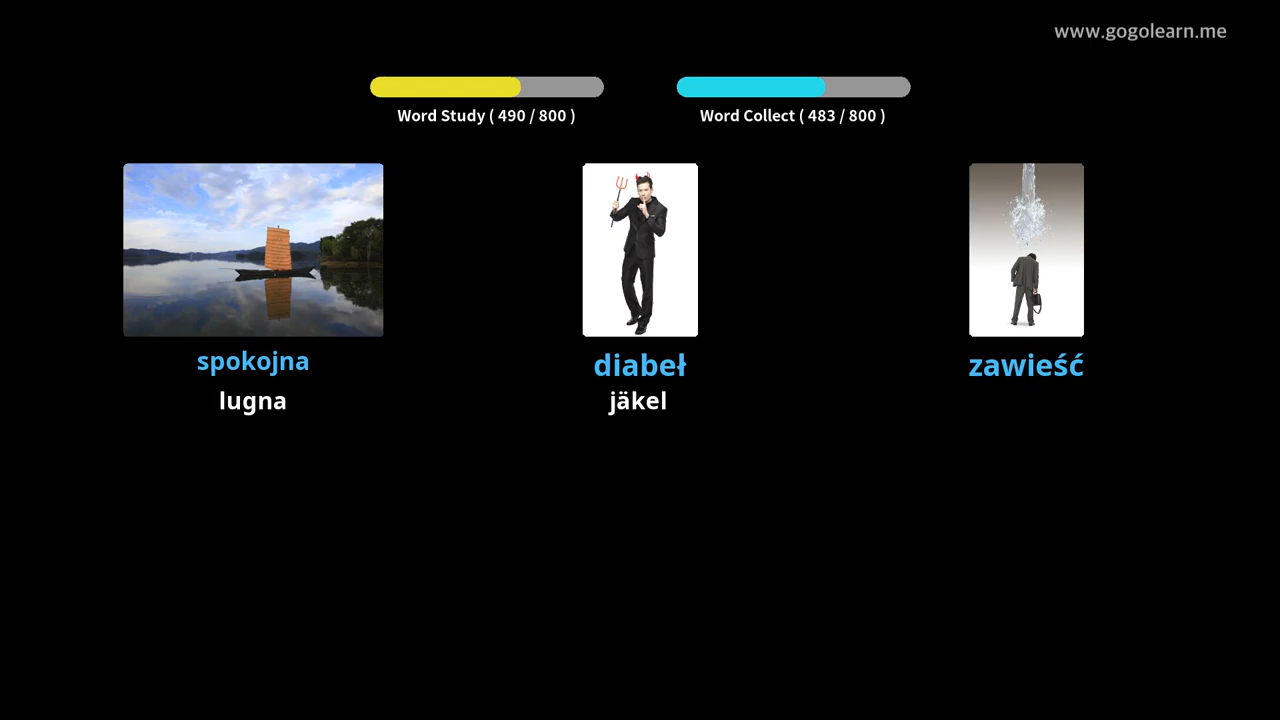 www.gogolearn.me
Word Study ( 490 / 800 )
Word Collect ( 483 / 800 )
spokojna
lugna
diabeł
jäkel
zawieść